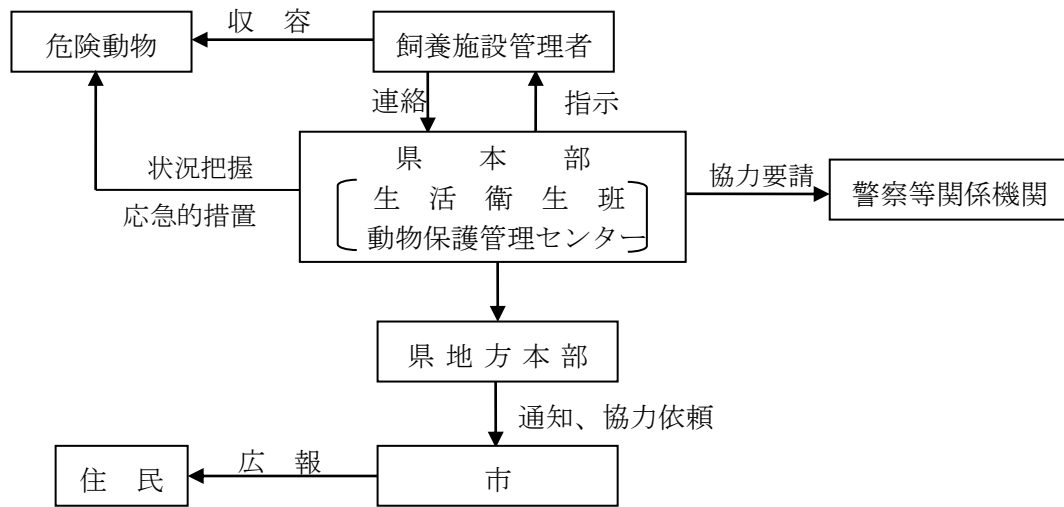 収　容
危険動物
飼養施設管理者
連絡
指示
県　本　部
状況把握
生　活　衛　生　班
協力要請
警察等関係機関
応急的措置
動物保護管理センター
県 地 方 本 部
通知、協力依頼
広　報
住　民
市